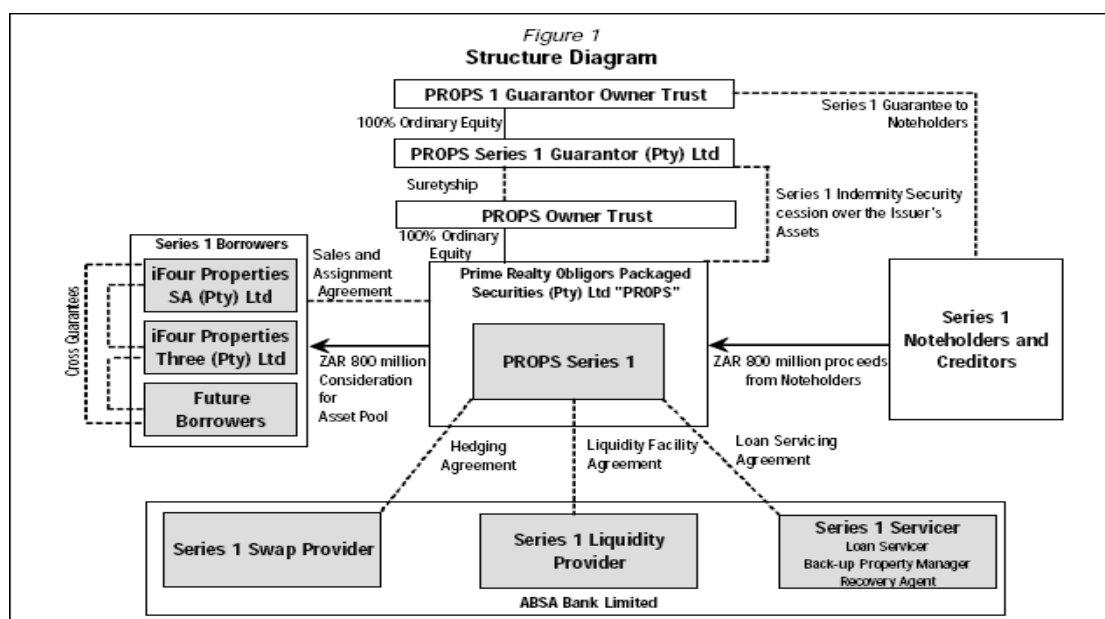 Figure 1
Structure Diagram
PROPS 1 Guarantor Owner Trust
100% Ordinary Equity
Series 1 Guarantee to
Noteholders
PROPS Series 1 Guarantor (Pty) Ltd
Suretyship
Series 1 Indemnity Security
cession over the Issuer's
Assets
PROPS Owner Trust
100% Ordinary
Equity
Series 1 Borrowers
iFour Properties
SA (Pty) Ltd
iFour Properties
Three (Pty) Ltd
Future
Borrowers
Cross Guarantees
Sales and
Assignment
Agreement
ZAR 800 million
Consideration
for
Asset Pool
Prime Realty Obligors Packaged
Securities (Pty) Ltd "PROPS"
PROPS Series 1
ZAR 800 million proceeds
from Noteholders
Series 1
Noteholders and
Creditors
Hedging
Agreement
Liquidity Facility
Agreement
Loan Servicing
Agreement
Series 1 Swap Provider
Series 1 Liquidity
Provider
Series 1 Servicer
Loan Servicer
Back-up Property Manager
Recovery Agent
ABSA Bank Limited